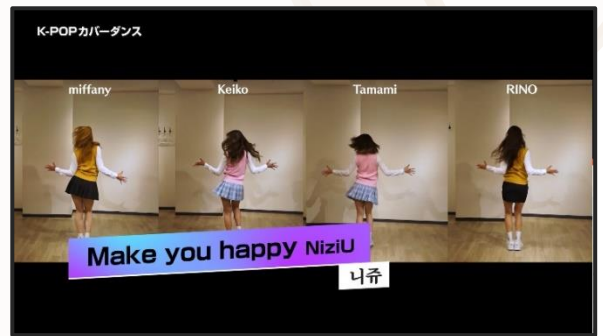 K-POPカバーダンス
miffany Keiko Tamami RINO
Make you happy NiziU
니쥬